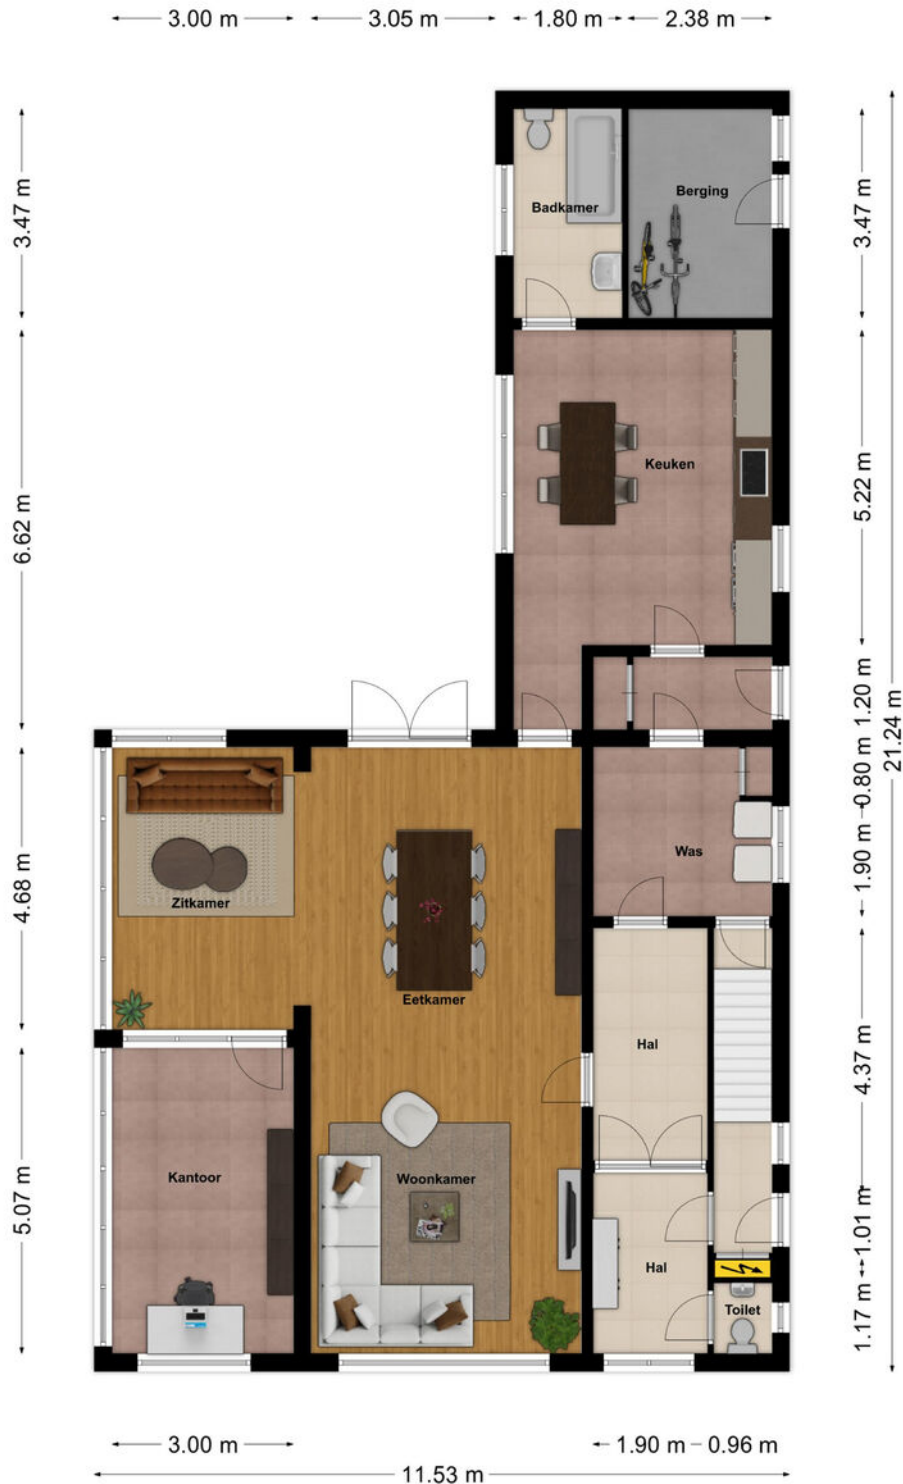 3.00 m
3.05 m
1.80 m
2.38 m
3.47 m
Badkamer
Berging
3.47 m
6.62 m
Keuken
5.22 m
1.20 m
21.24 m
0.80 m
4.68 m
Zitkamer
Eetkamer
Was
1.90 m
Hal
4.37 m
5.07 m
Kantoor
Woonkamer
Hal
Toilet
1.01 m
1.17 m
3.00 m
1.90 m
0.96 m
11.53 m